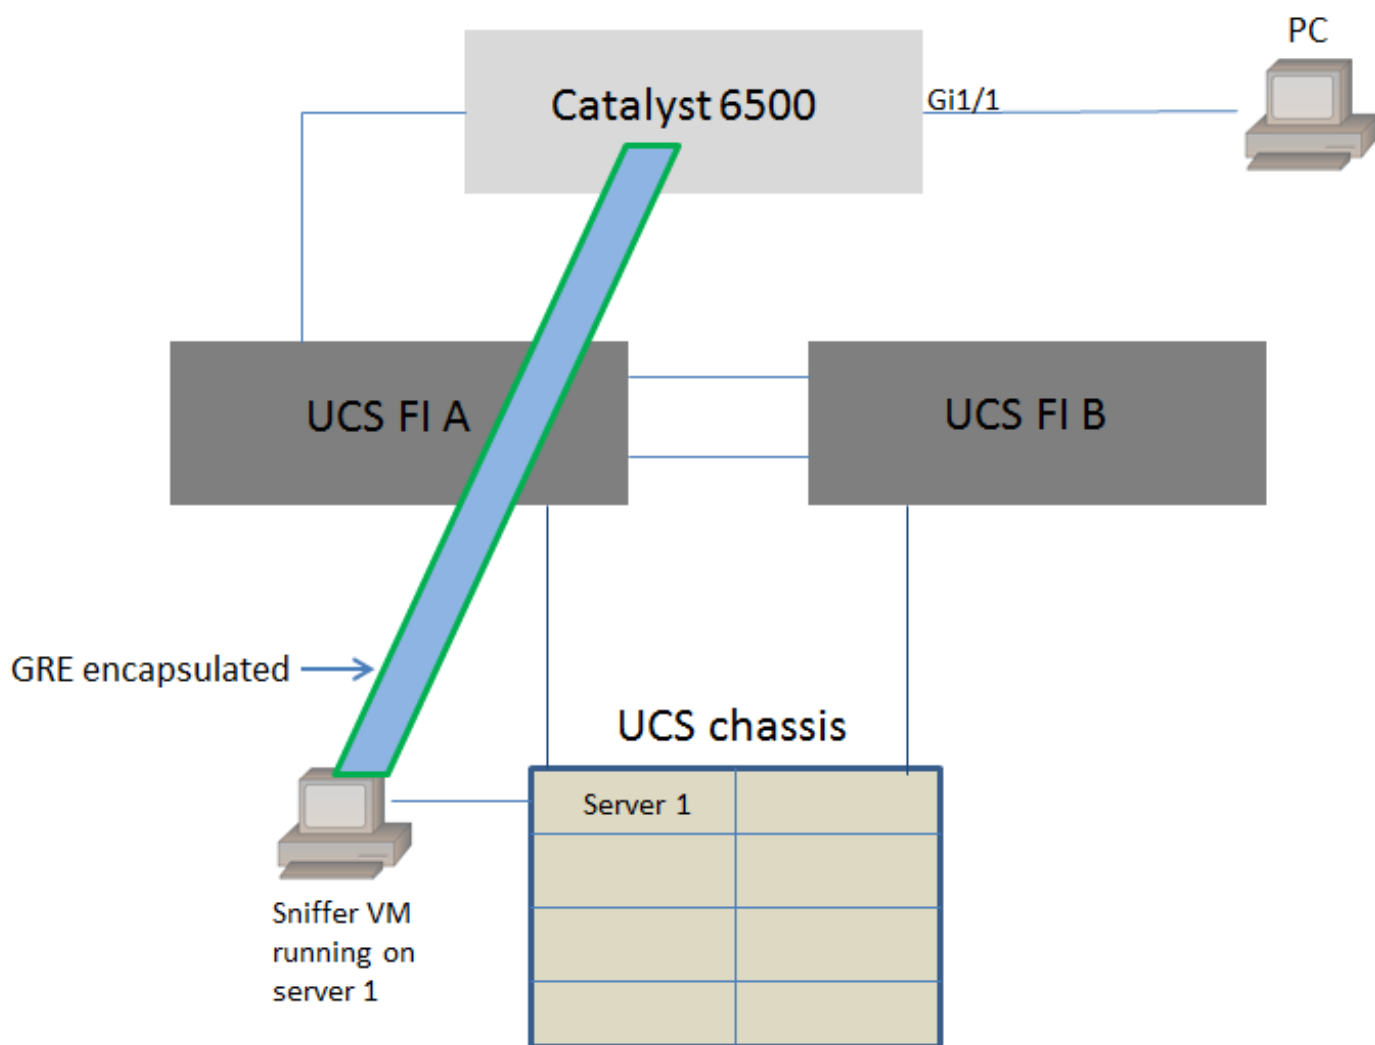 PC
Catalyst 6500
Gi1/1
UCS FI A
UCS FI B
GRE encapsulated
UCS chassis
Server 1
Sniffer VM
running on
server 1